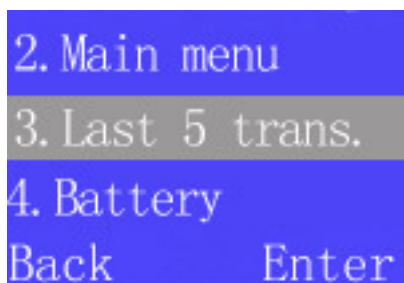 2. Main menu
3. Last 5 trans.
4. Battery
Back Enter